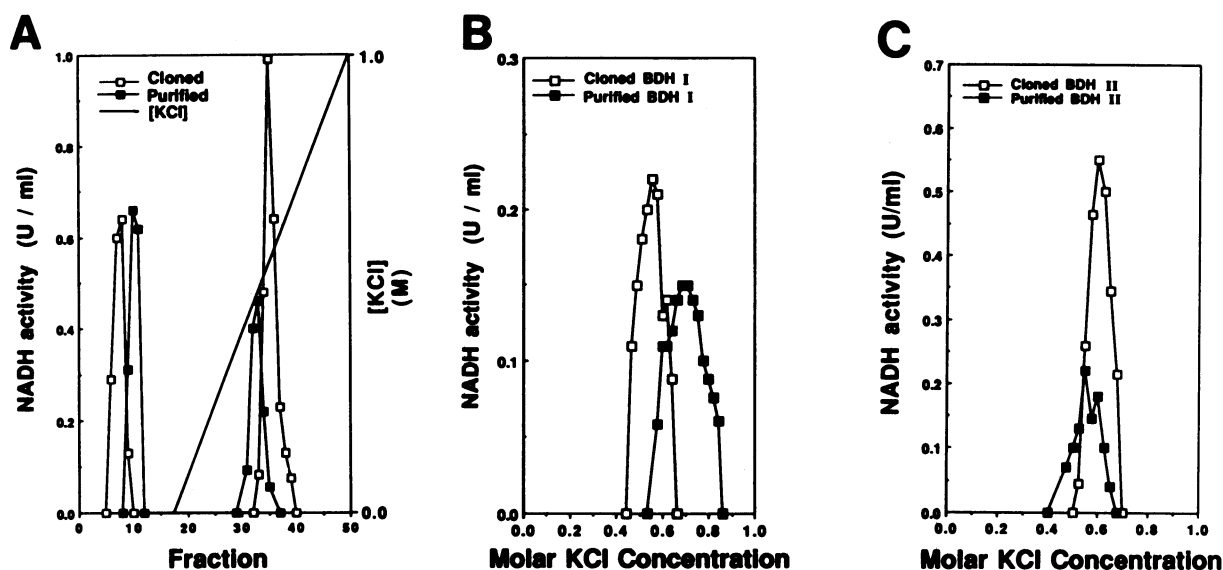 A
1.0
0.8
0.6
0.4
0.2
0.0
NADH activity (U / ml)
Cloned
Purified
[KCl]
1.0
0.0
[KCl]
(M)
0 10 20 30 40 50
Fraction
B
0.3
0.2
0.1
0.0
NADH activity (U / ml)
Cloned BDH I
Purified BDH I
0.0 0.2 0.4 0.6 0.8 1.0
Molar KCl Concentration
C
0.7
0.6
0.5
0.4
0.3
0.2
0.1
0.0
NADH activity (U/ml)
Cloned BDH II
Purified BDH II
0.0 0.2 0.4 0.6 0.8 1.0
Molar KCl Concentration